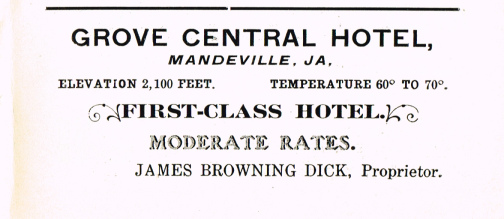 GROVE CENTRAL HOTEL,
MANDEVILLE, JA,
ELEVATION 2,100 FEET. TEMPERATURE 60° TO 70°.
FIRST-CLASS HOTEL.
MODERATE RATES.
JAMES BROWNING DICK, Proprietor.